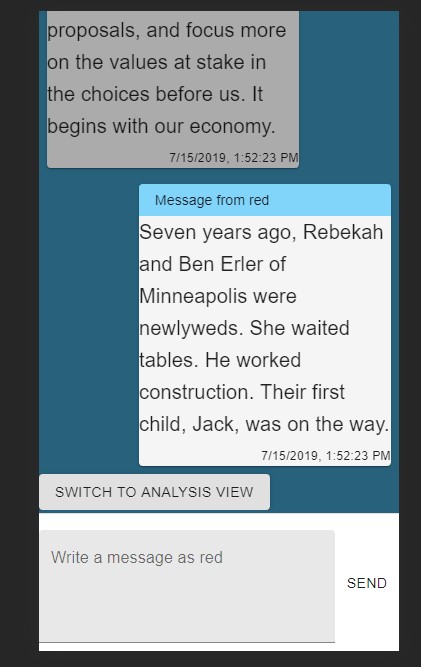 proposals, and focus more
on the values at stake in
the choices before us. It
begins with our economy.
7/15/2019, 1:52:23 PM
Message from red
Seven years ago, Rebekah
and Ben Erler of
Minneapolis were
newlyweds. She waited
tables. He worked
construction. Their first
child, Jack, was on the way.
7/15/2019, 1:52:23 PM
SWITCH TO ANALYSIS VIEW
Write a message as red
SEND